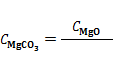 C_MgCO₃ = C_MgO /